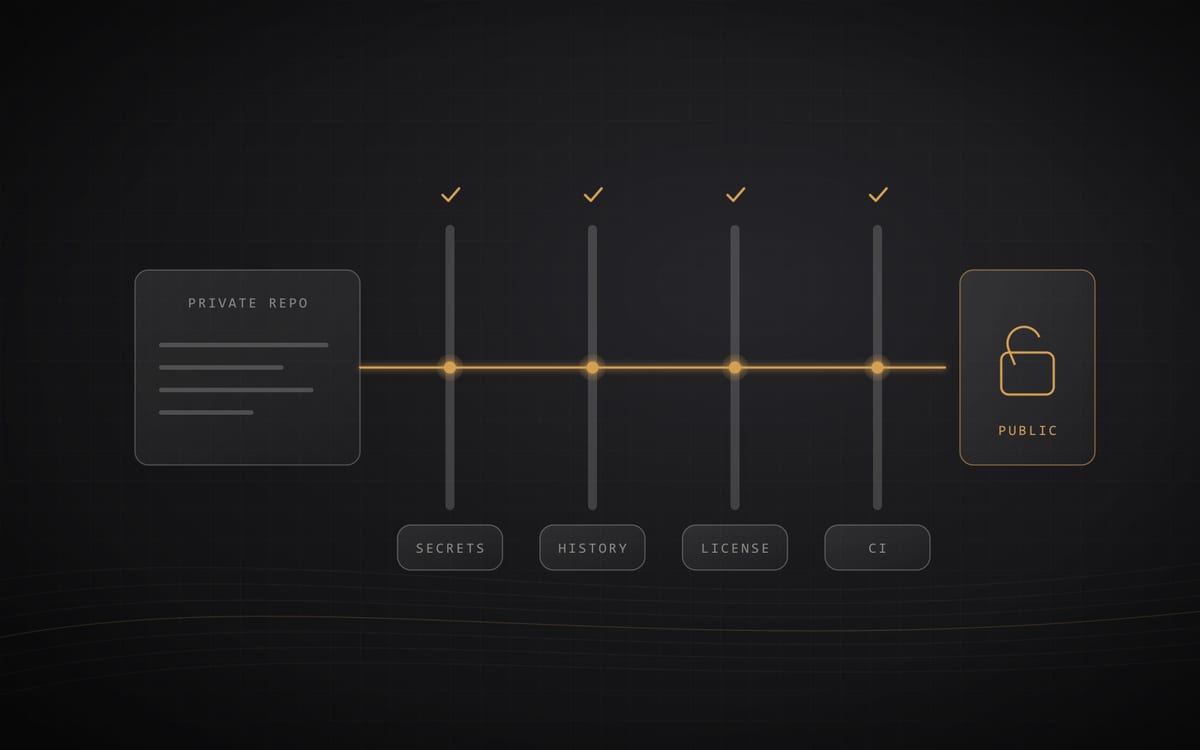 PRIVATE REPO
PUBLIC
SECRETS
HISTORY
LICENSE
CI